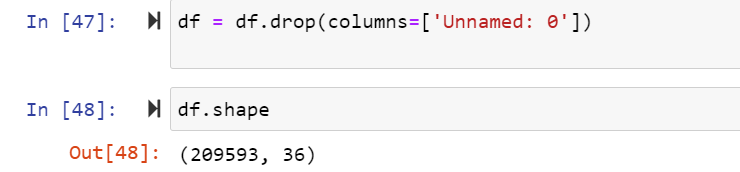 In [47]: df = df.drop(columns=['Unnamed: 0'])
In [48]: df.shape
Out[48]: (209593, 36)